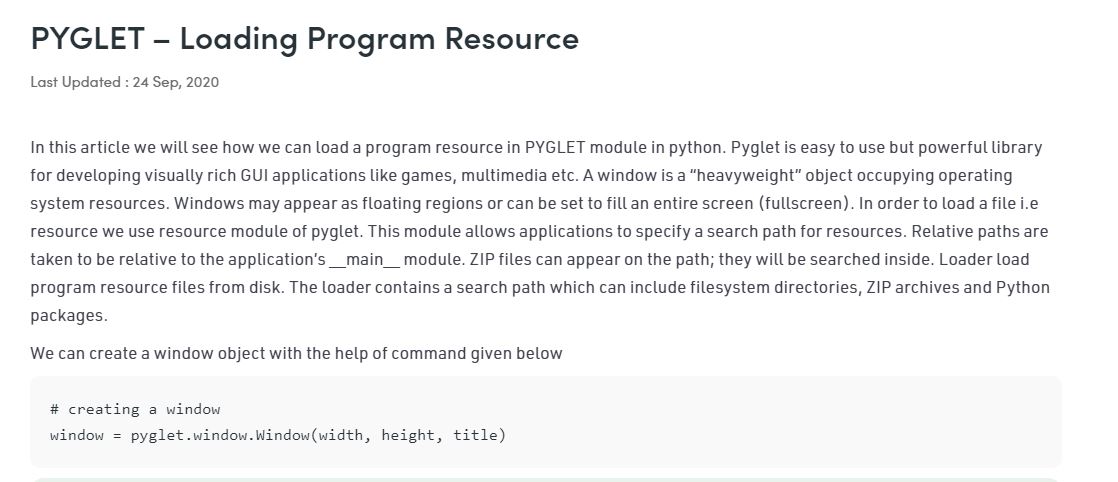 PYGLET – Loading Program Resource
Last Updated : 24 Sep, 2020
In this article we will see how we can load a program resource in PYGLET module in python. Pyglet is easy to use but powerful library
for developing visually rich GUI applications like games, multimedia etc. A window is a “heavyweight” object occupying operating
system resources. Windows may appear as floating regions or can be set to fill an entire screen (fullscreen). In order to load a file i.e
resource we use resource module of pyglet. This module allows applications to specify a search path for resources. Relative paths are
taken to be relative to the application’s __main__ module. ZIP files can appear on the path; they will be searched inside. Loader load
program resource files from disk. The loader contains a search path which can include filesystem directories, ZIP archives and Python
packages.
We can create a window object with the help of command given below
# creating a window
window = pyglet.window.Window(width, height, title)